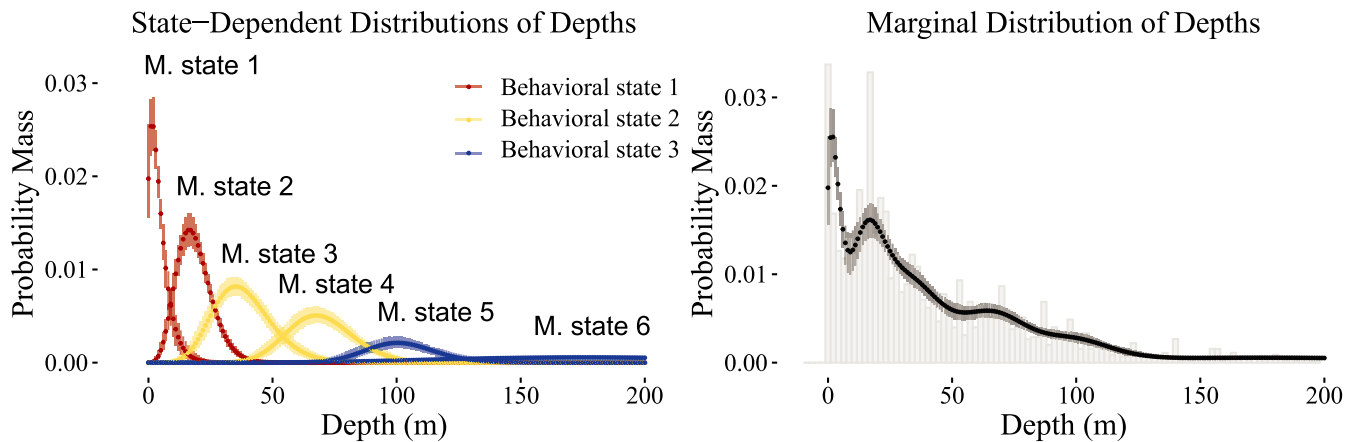 State−Dependent Distributions of Depths
M. state 1
M. state 2
M. state 3
M. state 4
M. state 5
M. state 6
Behavioral state 1
Behavioral state 2
Behavioral state 3
Probability Mass
0.03
0.02
0.01
0.00
0 50 100 150 200
Depth (m)
Marginal Distribution of Depths
Probability Mass
0.03
0.02
0.01
0.00
0 50 100 150 200
Depth (m)